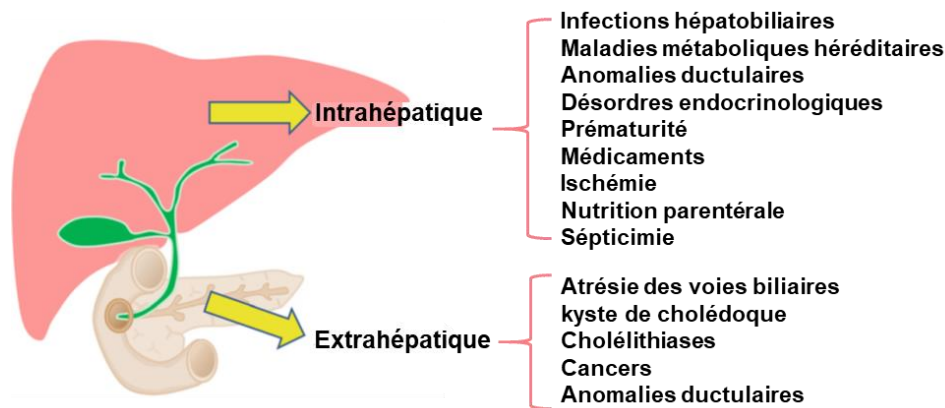 Infections hépatobiliaires
Maladies métaboliques héréditaires
Anomalies ductulaires
Désordres endocrinologiques
Intrahépatique
Prématurité
Médicaments
Ischémie
Nutrition parentérale
Sépticimie
Atrésie des voies biliaires
kyste de cholédoque
Extrahépatique
Cholélithiases
Cancers
Anomalies ductulaires